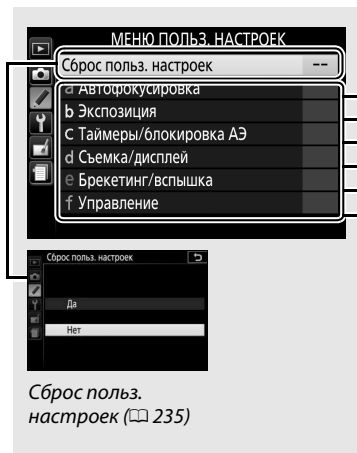 МЕНЮ ПОЛЬЗ. НАСТРОЕК
Сброс польз. настроек --
a Автофокусировка
b Экспозиция
c Таймеры/блокировка АЭ
d Съемка/дисплей
e Брекетинг/вспышка
f Управление
Сброс польз. настроек
Да
Нет
Сброс польз.
настроек (0 235)